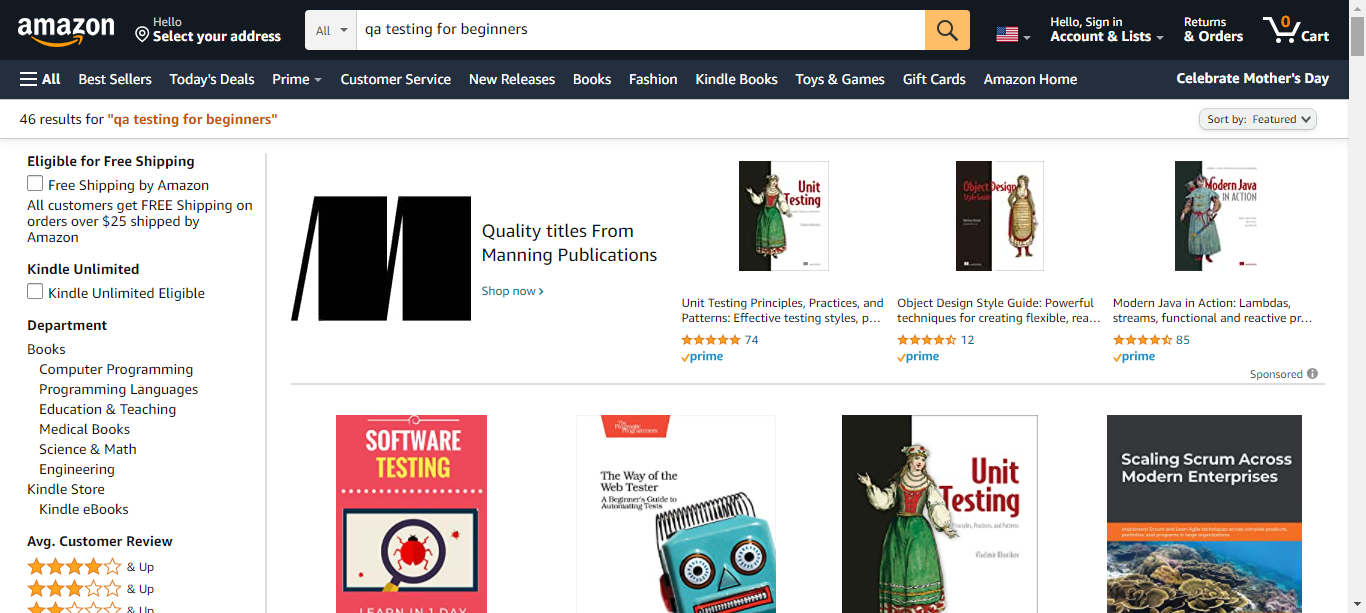 amazon
Hello
Select your address
All
qa testing for beginners
Hello, Sign in
Account & Lists
Returns
& Orders
0
Cart
All Best Sellers Today's Deals Prime Customer Service New Releases Books Fashion Kindle Books Toys & Games Gift Cards Amazon Home Celebrate Mother's Day
46 results for "qa testing for beginners"
Sort by: Featured
Eligible for Free Shipping
Free Shipping by Amazon
All customers get FREE Shipping on
orders over $25 shipped by
Amazon
Kindle Unlimited
Kindle Unlimited Eligible
Department
Books
Computer Programming
Programming Languages
Education & Teaching
Medical Books
Science & Math
Engineering
Kindle Store
Kindle eBooks
Avg. Customer Review
& Up
& Up
& Up
Quality titles From
Manning Publications
Shop now ›
Unit
Testing
Unit Testing Principles, Practices, and
Patterns: Effective testing styles, p…
74
prime
Object Design
Style Guide
Object Design Style Guide: Powerful
techniques for creating flexible, rea…
12
prime
Modern Java
IN ACTION
Modern Java in Action: Lambdas,
streams, functional and reactive pr…
85
prime
Sponsored
SOFTWARE
TESTING
LEARN IN 1 DAY
The
Pragmatic
Programmers
The Way of the
Web Tester
A Beginner's Guide to
Automating Tests
Unit
Testing
Principles, Practices, and Patterns
Vladimir Khorikov
Scaling Scrum Across
Modern Enterprises
Implement Scrum and Lean-Agile techniques across complex products,
portfolios, and programs in large organizations